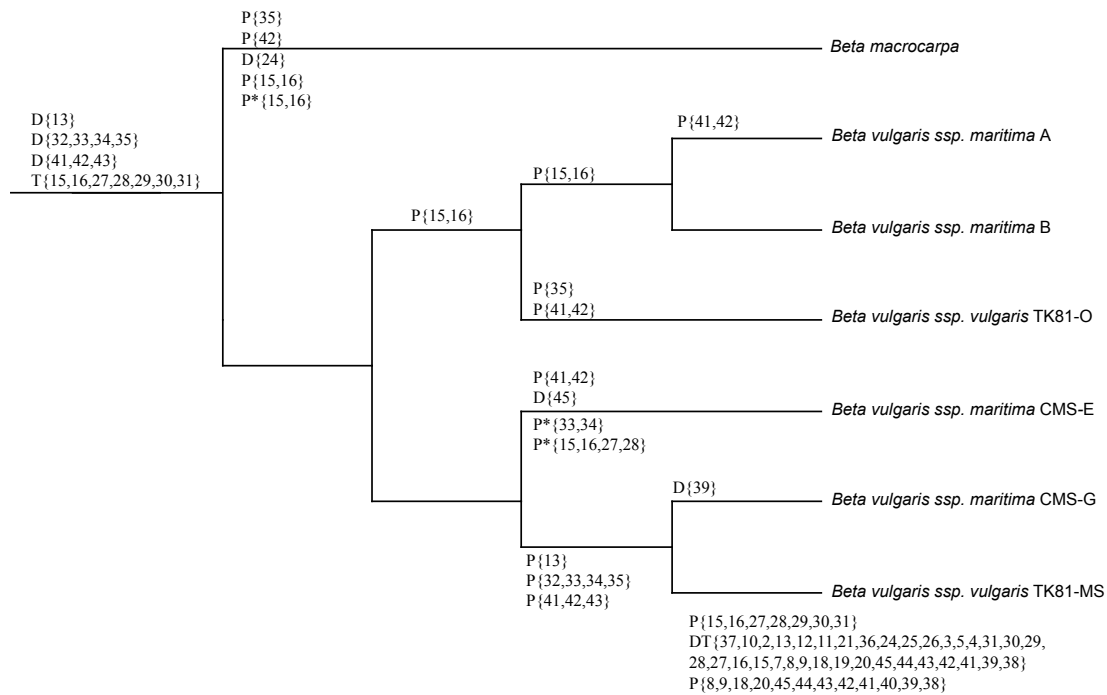 P{35}
P{42}
Beta macrocarpa
D{24}
P{15,16}
P*{15,16}
D{13}
D{32,33,34,35}
D{41,42,43}
T{15,16,27,28,29,30,31}
P{41,42}
Beta vulgaris ssp. maritima A
P{15,16}
P{15,16}
Beta vulgaris ssp. maritima B
P{35}
P{41,42}
Beta vulgaris ssp. vulgaris TK81-O
P{41,42}
D{45}
Beta vulgaris ssp. maritima CMS-E
P*{33,34}
P*{15,16,27,28}
D{39}
Beta vulgaris ssp. maritima CMS-G
P{13}
P{32,33,34,35}
P{41,42,43}
Beta vulgaris ssp. vulgaris TK81-MS
P{15,16,27,28,29,30,31}
DT{37,10,2,13,12,11,21,36,24,25,26,3,5,4,31,30,29,
28,27,16,15,7,8,9,18,19,20,45,44,43,42,41,39,38}
P{8,9,18,20,45,44,43,42,41,40,39,38}